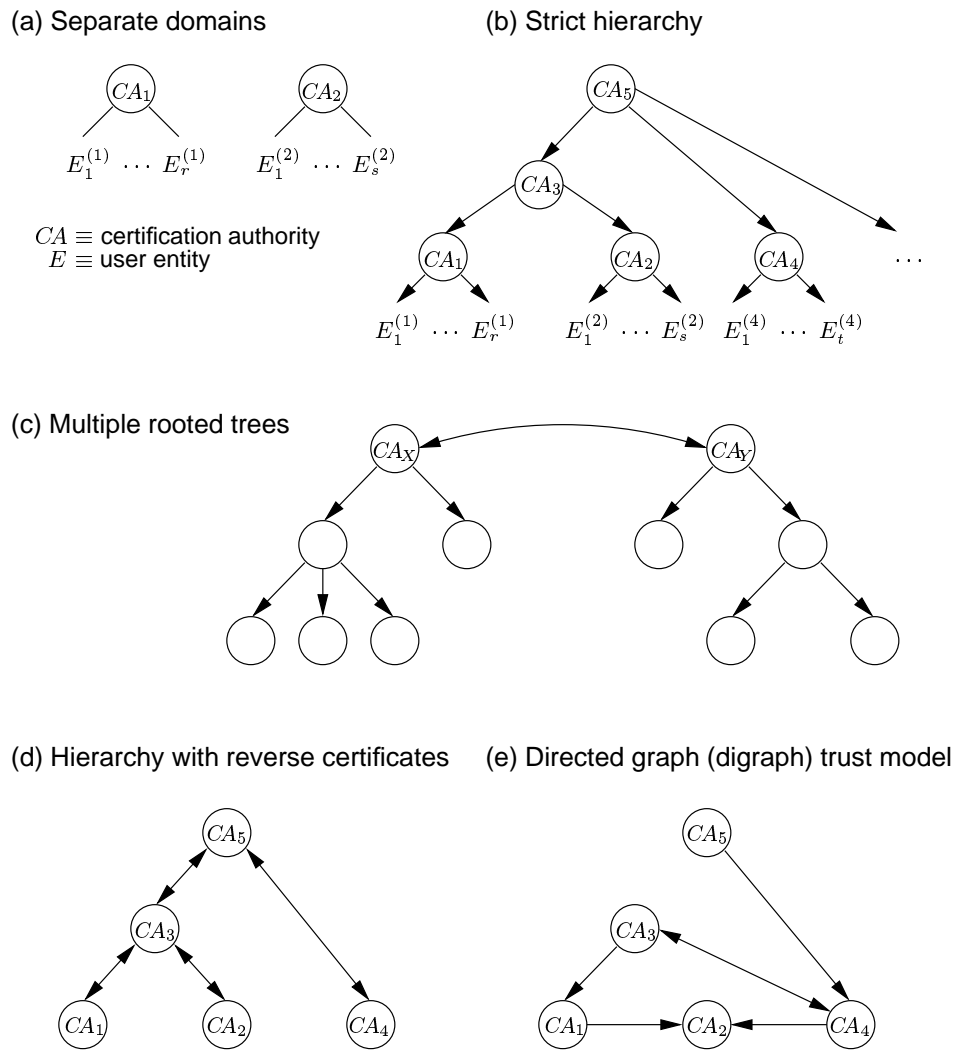 (a) Separate domains
(b) Strict hierarchy
CA₁
CA₂
E₁⁽¹⁾ ··· Eᵣ⁽¹⁾
E₁⁽²⁾ ··· Eₛ⁽²⁾
CA ≡ certification authority
E ≡ user entity
CA₅
CA₃
CA₁
CA₂
CA₄
···
E₁⁽¹⁾ ··· Eᵣ⁽¹⁾
E₁⁽²⁾ ··· Eₛ⁽²⁾
E₁⁽⁴⁾ ··· Eₜ⁽⁴⁾
(c) Multiple rooted trees
CA_X
CA_Y
(d) Hierarchy with reverse certificates
CA₅
CA₃
CA₁
CA₂
CA₄
(e) Directed graph (digraph) trust model
CA₅
CA₃
CA₁
CA₂
CA₄